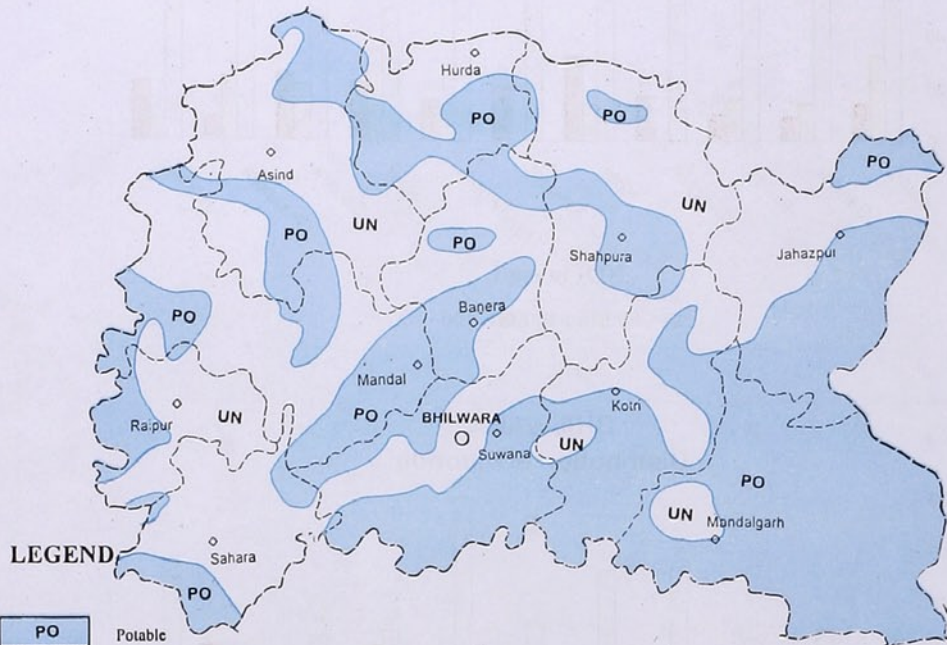 Hurda
PO
PO
PO
Asind
UN
UN
PO
PO
Shahpura
Jahazpur
Banera
PO
Mandal
Kotri
Raipur
UN
PO
BHILWARA
UN
Suwana
PO
UN
Mandalgarh
LEGEND
Sahara
PO
PO Potable